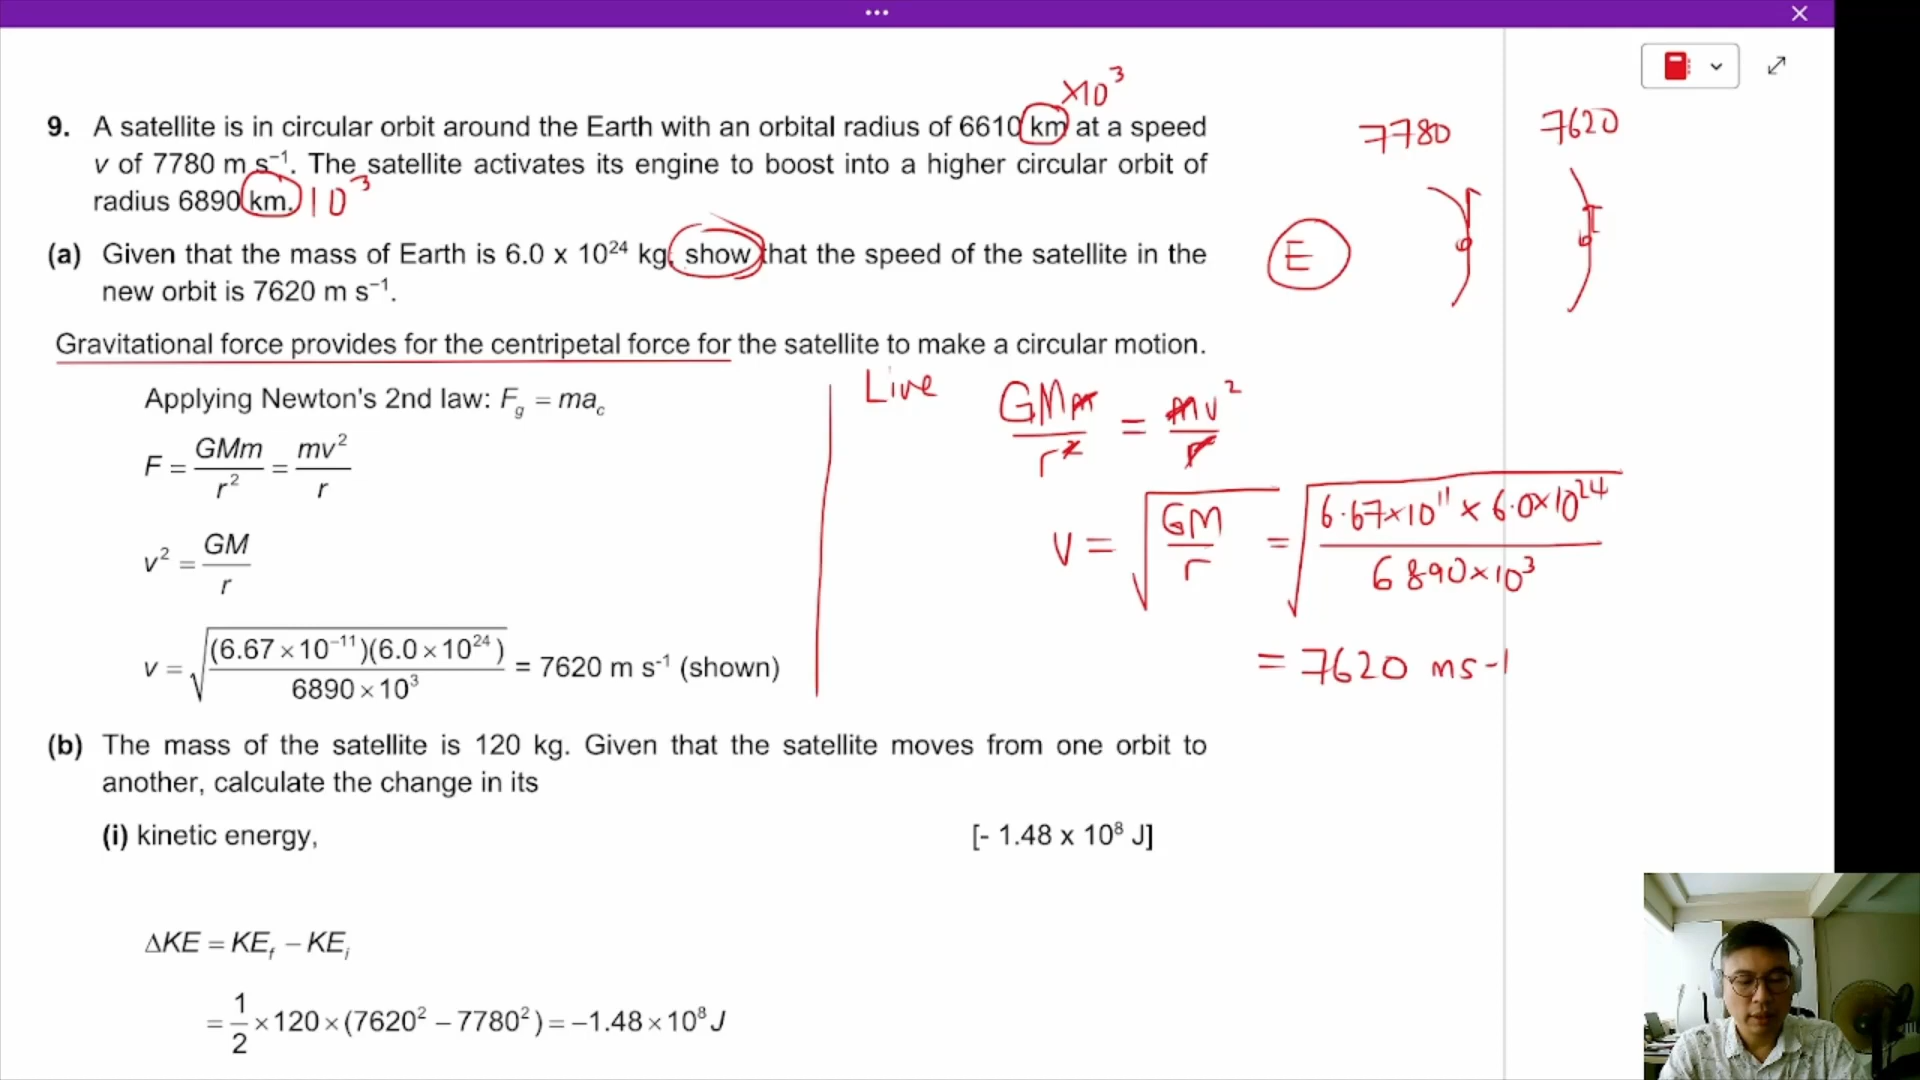 ×10³
9. A satellite is in circular orbit around the Earth with an orbital radius of 6610 km at a speed
v of 7780 m s⁻¹. The satellite activates its engine to boost into a higher circular orbit of
radius 6890 km. 10³
7780 7620
E
(a) Given that the mass of Earth is 6.0 x 10²⁴ kg, show that the speed of the satellite in the
new orbit is 7620 m s⁻¹.
Gravitational force provides for the centripetal force for the satellite to make a circular motion.
Applying Newton's 2nd law: F_g = ma_c
F = GMm/r² = mv²/r
v² = GM/r
v = √((6.67×10⁻¹¹)(6.0×10²⁴)/6890×10³) = 7620 m s⁻¹ (shown)
Live
GMm/r² = mv²/r
v = √(GM/r) = √(6.67×10¹¹ × 6.0×10²⁴/6890×10³)
= 7620 ms-1
(b) The mass of the satellite is 120 kg. Given that the satellite moves from one orbit to
another, calculate the change in its
(i) kinetic energy, [- 1.48 x 10⁸ J]
ΔKE = KE_f − KE_i
= 1/2 ×120×(7620² − 7780²) = −1.48×10⁸ J